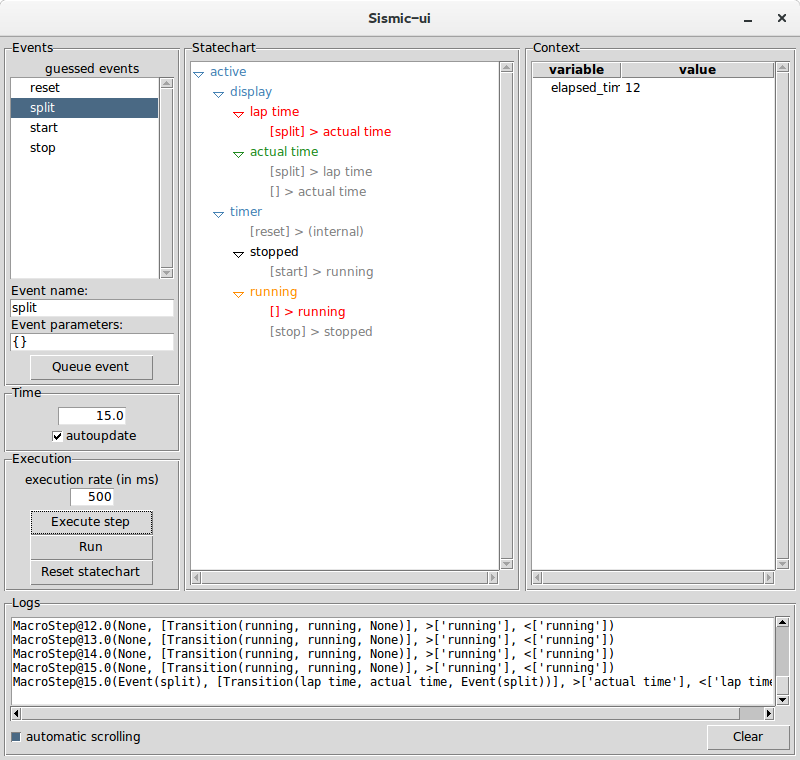 Sismic-ui
Events
guessed events
reset
split
start
stop
Event name:
split
Event parameters:
{}
Queue event
Time
15.0
autoupdate
Execution
execution rate (in ms)
500
Execute step
Run
Reset statechart
Statechart
active
display
lap time
[split] > actual time
actual time
[split] > lap time
[] > actual time
timer
[reset] > (internal)
stopped
[start] > running
running
[] > running
[stop] > stopped
Context
variable value
elapsed_tim 12
Logs
MacroStep@12.0(None, [Transition(running, running, None)], >['running'], <['running'])
MacroStep@13.0(None, [Transition(running, running, None)], >['running'], <['running'])
MacroStep@14.0(None, [Transition(running, running, None)], >['running'], <['running'])
MacroStep@15.0(None, [Transition(running, running, None)], >['running'], <['running'])
MacroStep@15.0(Event(split), [Transition(lap time, actual time, Event(split))], >['actual time'], <['lap time
automatic scrolling
Clear